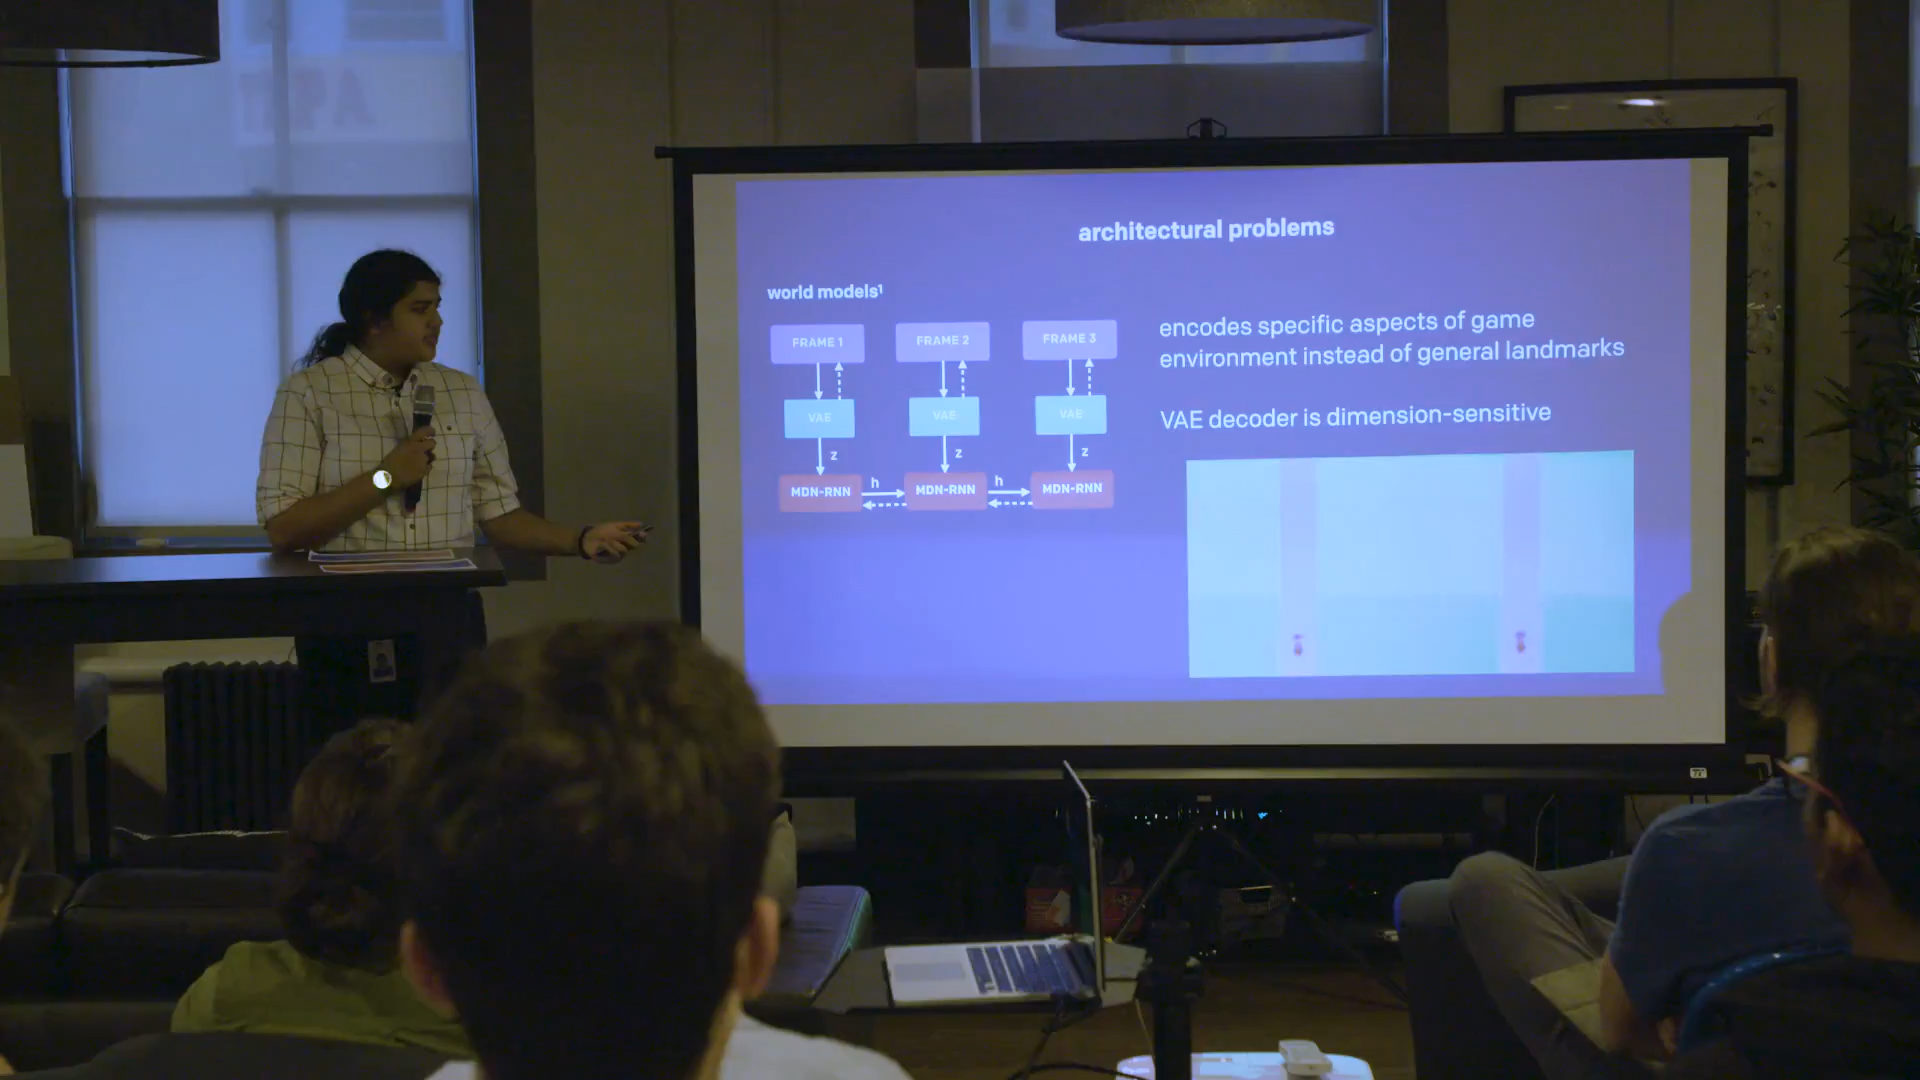 architectural problems
world models¹
FRAME 1
FRAME 2
FRAME 3
VAE
VAE
VAE
z
z
z
MDN-RNN
h
MDN-RNN
h
MDN-RNN
encodes specific aspects of game
environment instead of general landmarks
VAE decoder is dimension-sensitive